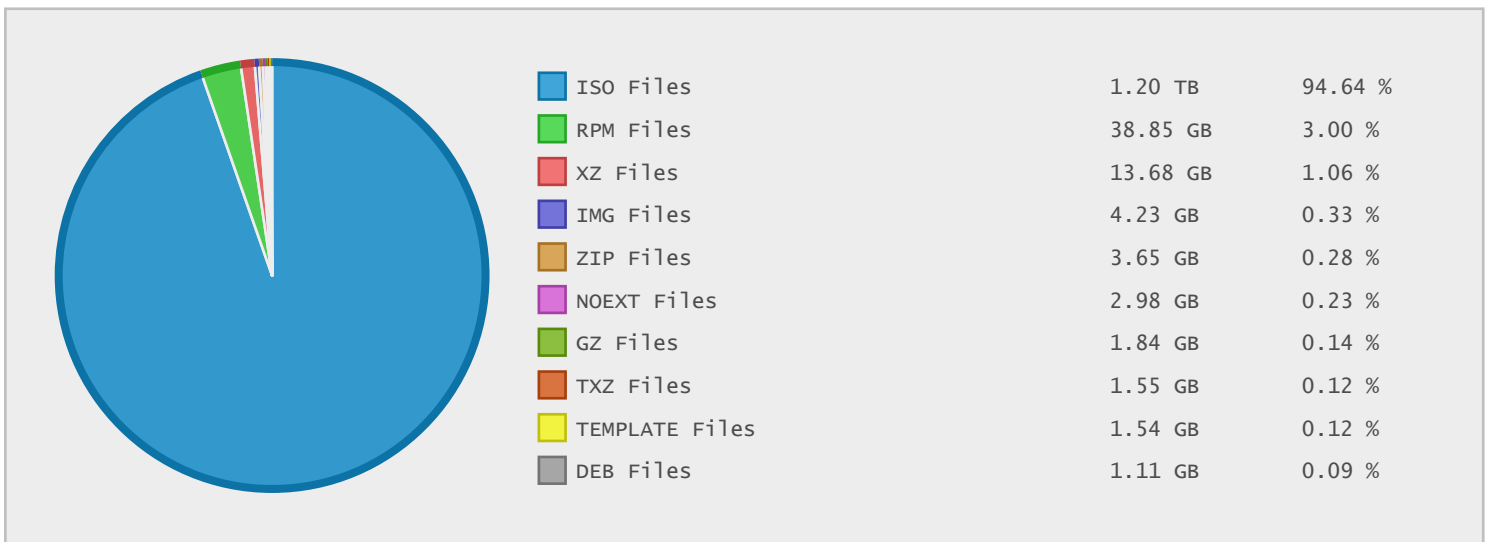 ISO Files 1.20 TB 94.64 %
RPM Files 38.85 GB 3.00 %
XZ Files 13.68 GB 1.06 %
IMG Files 4.23 GB 0.33 %
ZIP Files 3.65 GB 0.28 %
NOEXT Files 2.98 GB 0.23 %
GZ Files 1.84 GB 0.14 %
TXZ Files 1.55 GB 0.12 %
TEMPLATE Files 1.54 GB 0.12 %
DEB Files 1.11 GB 0.09 %